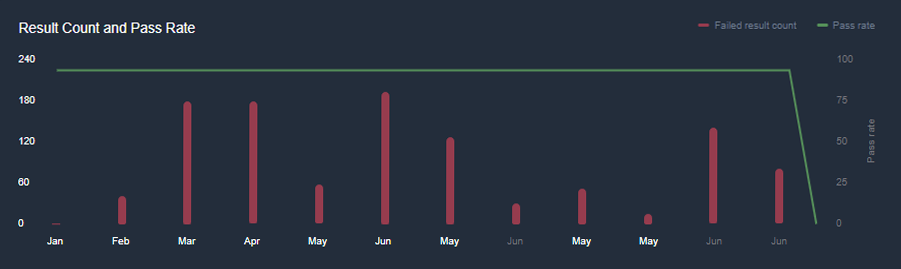 Result Count and Pass Rate
Failed result count Pass rate
240 100
180 75
120 50
60 25
0 0
Pass rate
Jan Feb Mar Apr May Jun May Jun May May Jun Jun